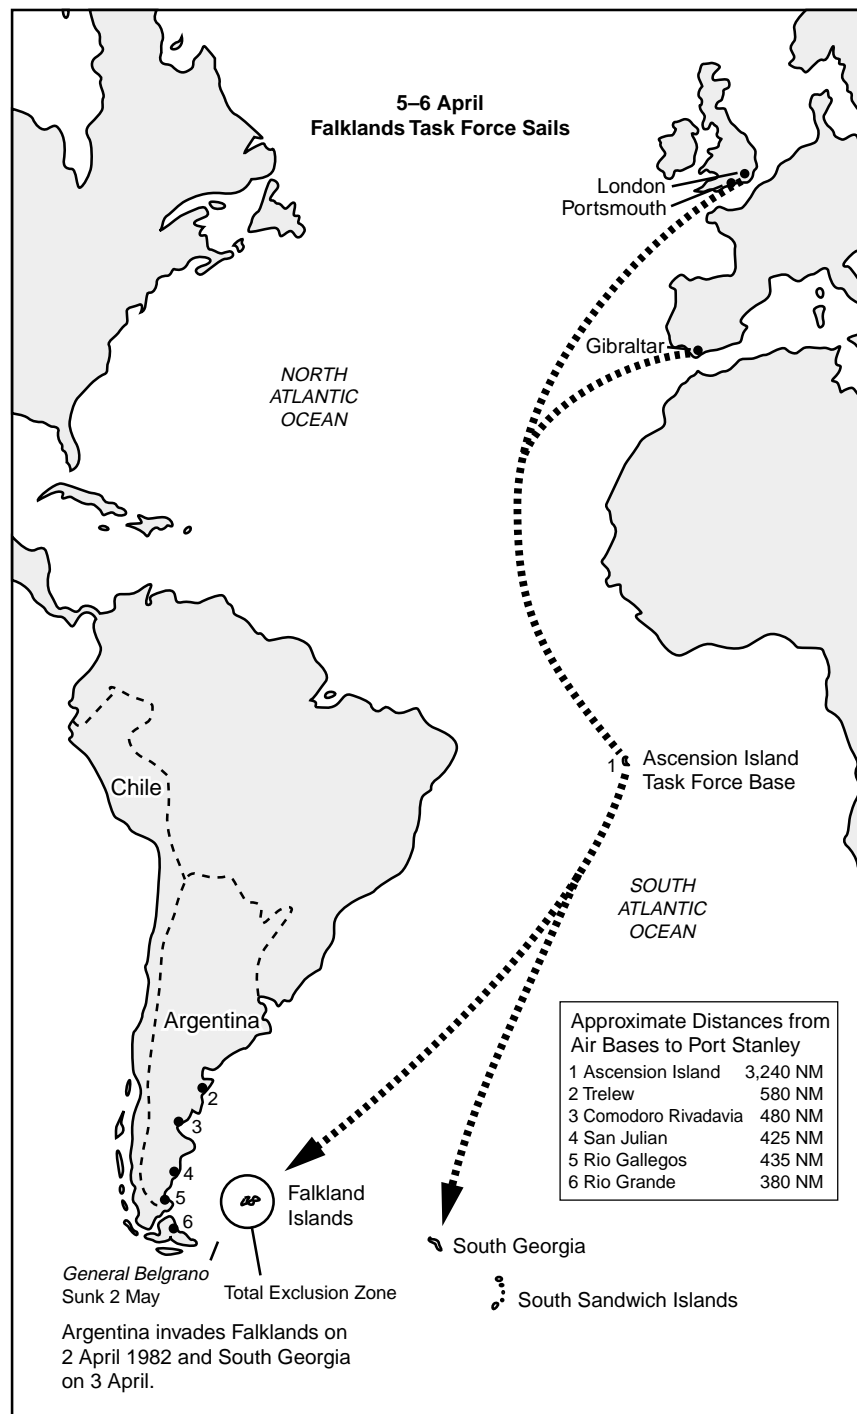 5–6 April
Falklands Task Force Sails
London
Portsmouth
Gibraltar
NORTH
ATLANTIC
OCEAN
1
Ascension Island
Task Force Base
Chile
SOUTH
ATLANTIC
OCEAN
Argentina
Approximate Distances from
Air Bases to Port Stanley
1 Ascension Island 3,240 NM
2 Trelew 580 NM
3 Comodoro Rivadavia 480 NM
4 San Julian 425 NM
5 Rio Gallegos 435 NM
6 Rio Grande 380 NM
2
3
4
5
6
Falkland
Islands
South Georgia
General Belgrano
Sunk 2 May
Total Exclusion Zone
South Sandwich Islands
Argentina invades Falklands on
2 April 1982 and South Georgia
on 3 April.